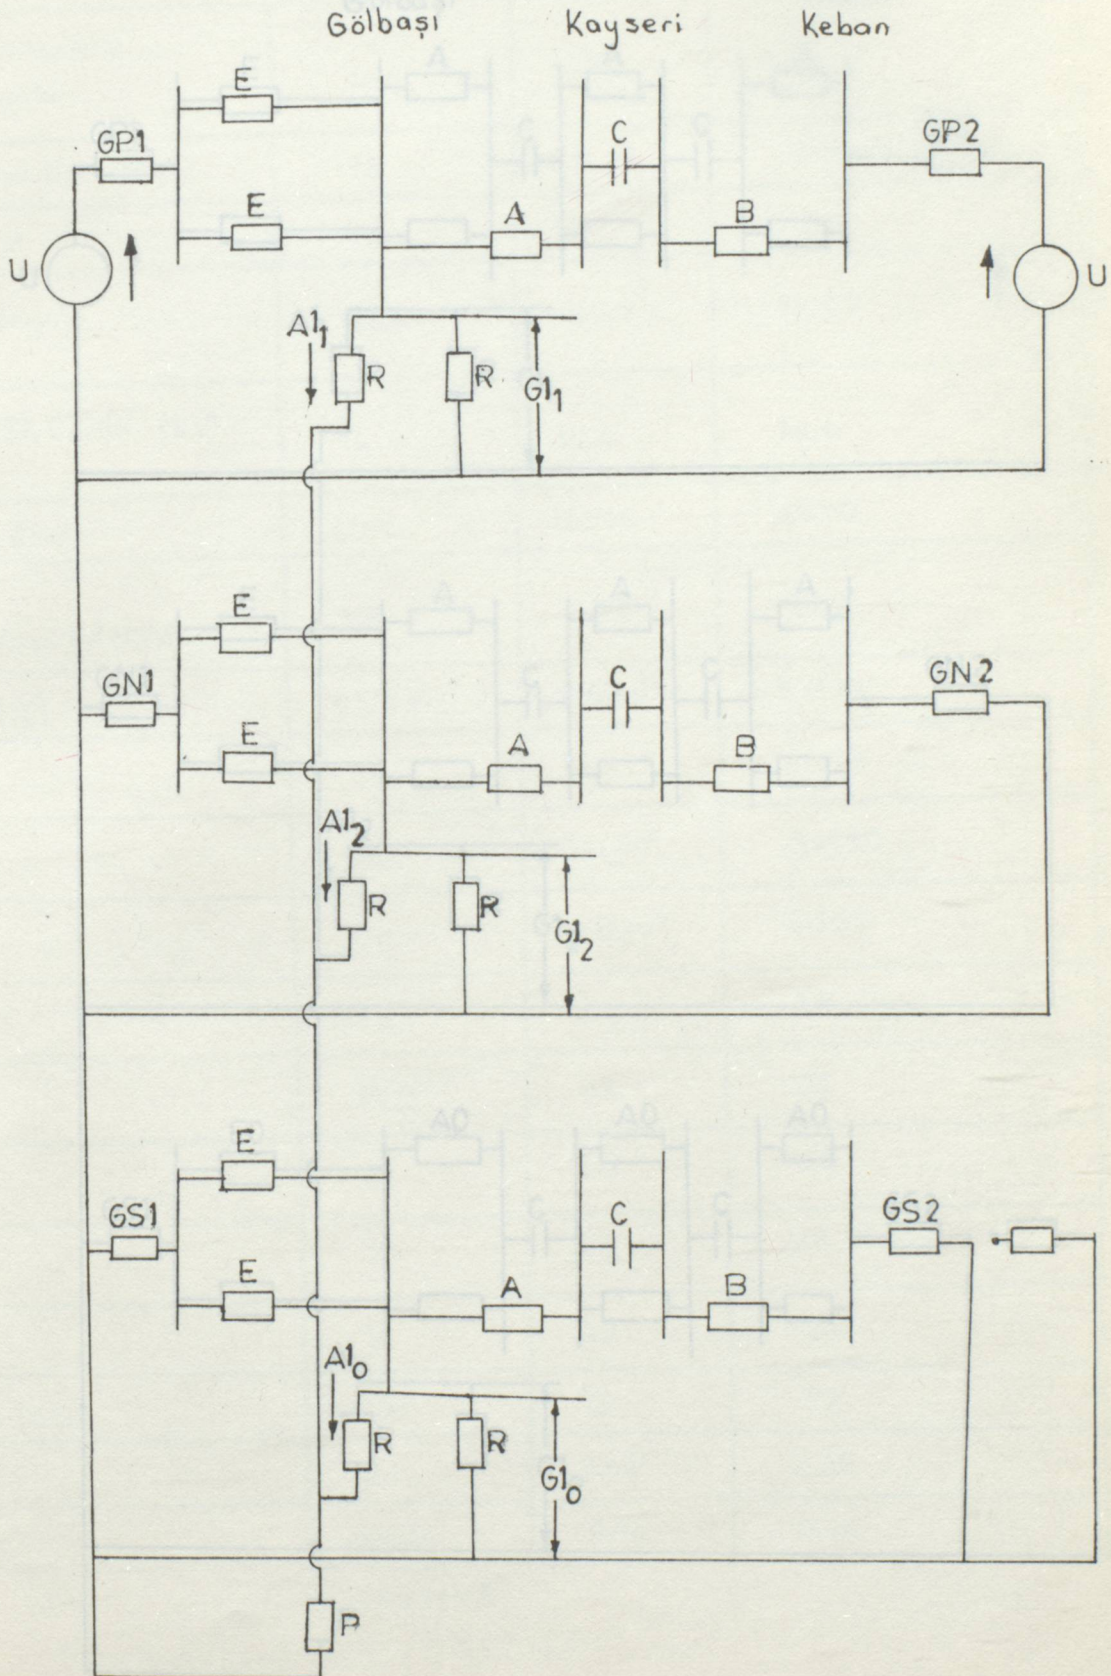 Gölbaşı Kayseri Keban
E
GP1 C GP2
E A B
U U
A1₁
R R G1₁
E
GN1 C GN2
E A B
A1₂
R R G1₂
E
GS1 C GS2
E A B
A1₀
R R G1₀
P